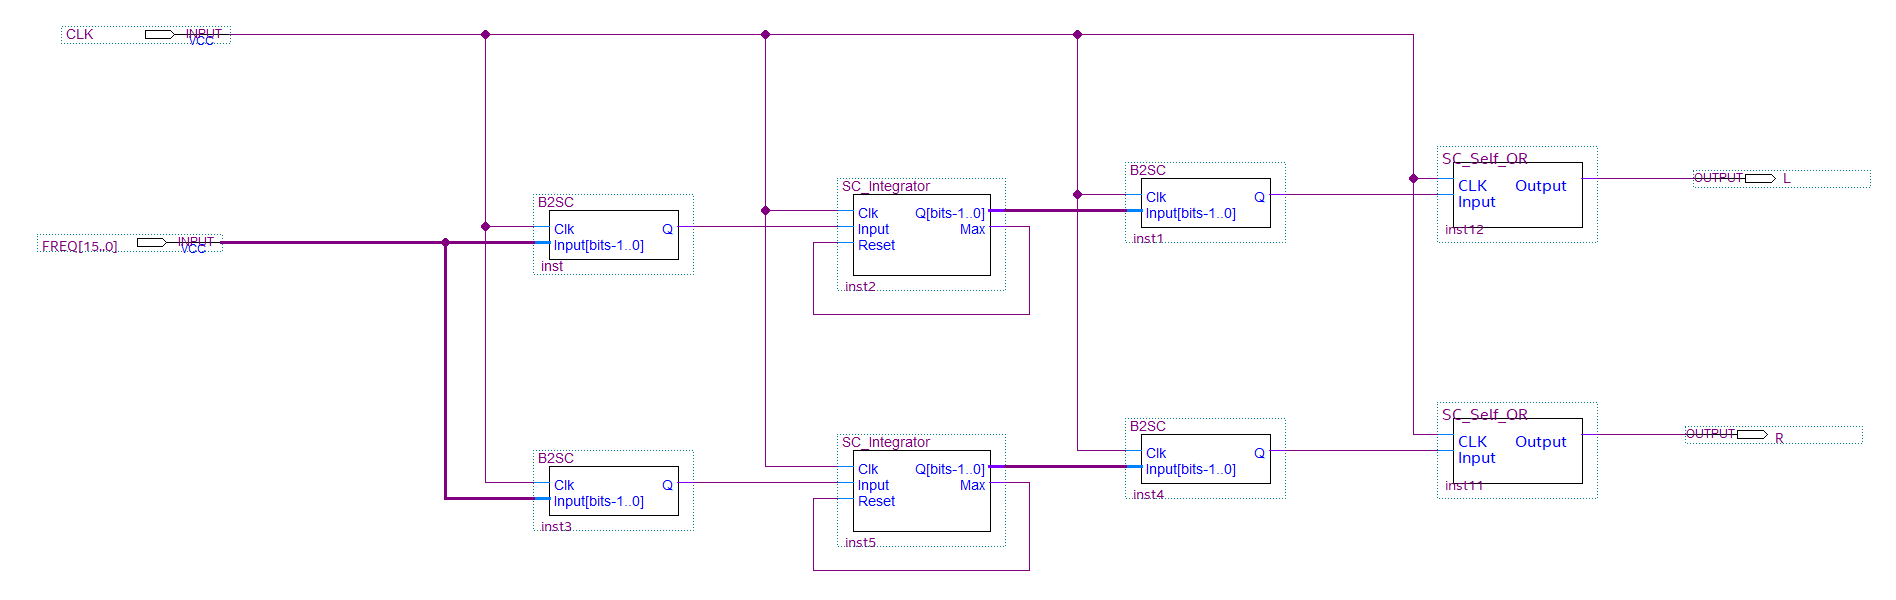 CLK
INPUT
VCC
FREQ[15..0]
INPUT
VCC
B2SC
Clk
Q
Input[bits-1..0]
inst
SC_Integrator
Clk
Q[bits-1..0]
Input
Max
Reset
inst2
B2SC
Clk
Q
Input[bits-1..0]
inst1
SC_Self_OR
CLK
Output
Input
inst12
OUTPUT
L
B2SC
Clk
Q
Input[bits-1..0]
inst3
SC_Integrator
Clk
Q[bits-1..0]
Input
Max
Reset
inst5
B2SC
Clk
Q
Input[bits-1..0]
inst4
SC_Self_OR
CLK
Output
Input
inst11
OUTPUT
R